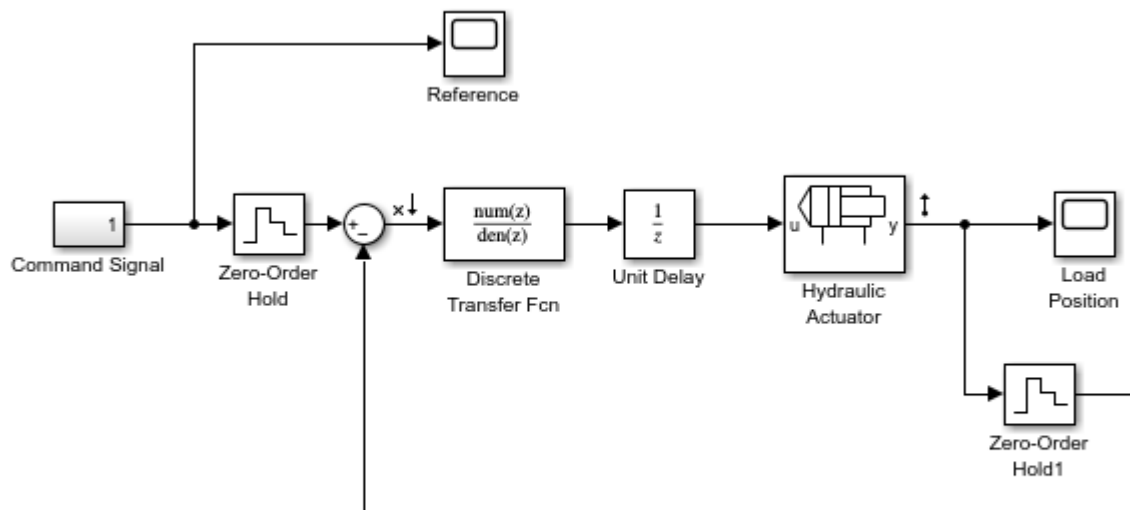 Reference
1
Command Signal
Zero-Order
Hold
+
−
num(z)
den(z)
Discrete
Transfer Fcn
1
z
Unit Delay
u
y
Hydraulic
Actuator
Load
Position
Zero-Order
Hold1